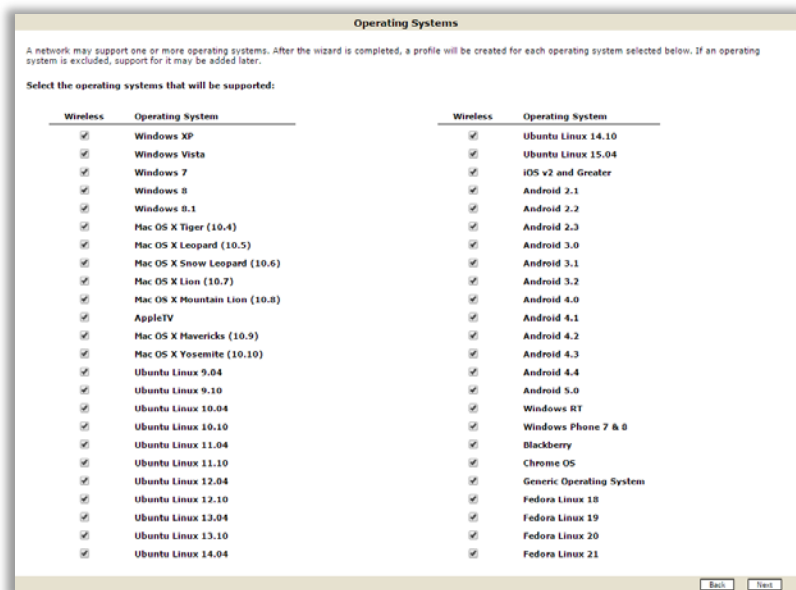 Operating Systems
A network may support one or more operating systems. After the wizard is completed, a profile will be created for each operating system selected below. If an operating
system is excluded, support for it may be added later.
Select the operating systems that will be supported:
Wireless Operating System
Windows XP
Windows Vista
Windows 7
Windows 8
Windows 8.1
Mac OS X Tiger (10.4)
Mac OS X Leopard (10.5)
Mac OS X Snow Leopard (10.6)
Mac OS X Lion (10.7)
Mac OS X Mountain Lion (10.8)
AppleTV
Mac OS X Mavericks (10.9)
Mac OS X Yosemite (10.10)
Ubuntu Linux 9.04
Ubuntu Linux 9.10
Ubuntu Linux 10.04
Ubuntu Linux 10.10
Ubuntu Linux 11.04
Ubuntu Linux 11.10
Ubuntu Linux 12.04
Ubuntu Linux 12.10
Ubuntu Linux 13.04
Ubuntu Linux 13.10
Ubuntu Linux 14.04
Wireless Operating System
Ubuntu Linux 14.10
Ubuntu Linux 15.04
iOS v2 and Greater
Android 2.1
Android 2.2
Android 2.3
Android 3.0
Android 3.1
Android 3.2
Android 4.0
Android 4.1
Android 4.2
Android 4.3
Android 4.4
Android 5.0
Windows RT
Windows Phone 7 & 8
Blackberry
Chrome OS
Generic Operating System
Fedora Linux 18
Fedora Linux 19
Fedora Linux 20
Fedora Linux 21
Back Next